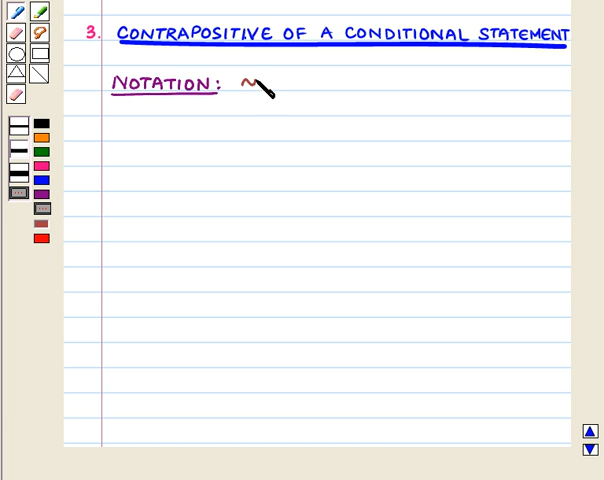 3. CONTRAPOSITIVE OF A CONDITIONAL STATEMENT
NOTATION: ~